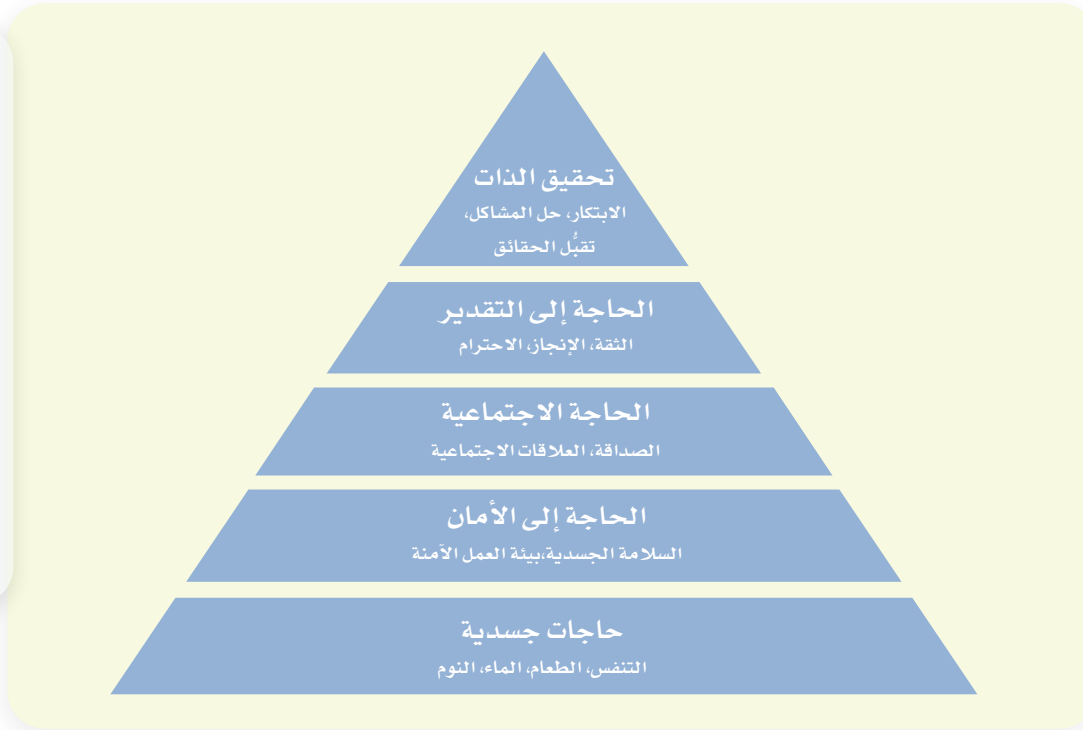 تحقيق الذات
الابتكار، حل المشاكل،
تقبُّل الحقائق
الحاجة إلى التقدير
الثقة، الإنجاز، الاحترام
الحاجة الاجتماعية
الصداقة، العلاقات الاجتماعية
الحاجة إلى الأمان
السلامة الجسدية،بيئة العمل الآمنة
حاجات جسدية
التنفس، الطعام، الماء، النوم